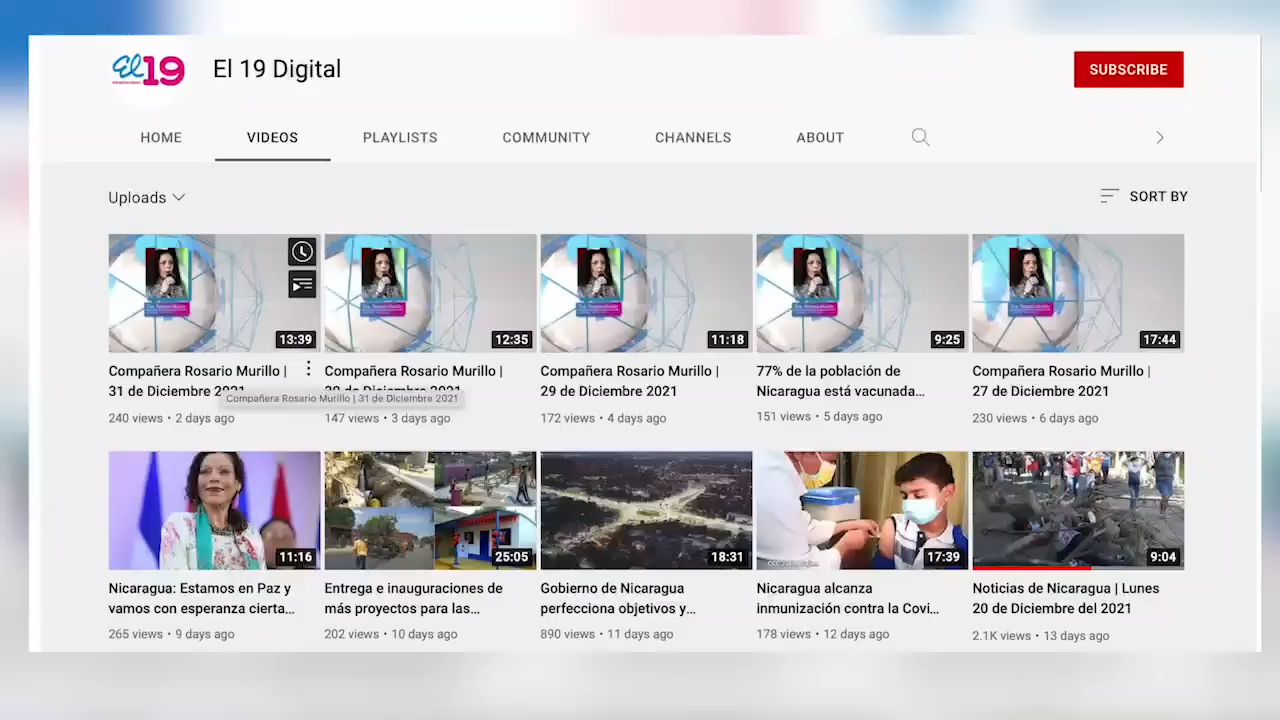 El 19
El 19 Digital
SUBSCRIBE
HOME
VIDEOS
PLAYLISTS
COMMUNITY
CHANNELS
ABOUT
Uploads
SORT BY
13:39
12:35
11:18
9:25
17:44
Compañera Rosario Murillo |
31 de Diciembre 2021
240 views • 2 days ago
Compañera Rosario Murillo |
30 de Diciembre 2021
147 views • 3 days ago
Compañera Rosario Murillo | 31 de Diciembre 2021
Compañera Rosario Murillo |
29 de Diciembre 2021
172 views • 4 days ago
77% de la población de
Nicaragua está vacunada...
151 views • 5 days ago
Compañera Rosario Murillo |
27 de Diciembre 2021
230 views • 6 days ago
11:16
25:05
18:31
17:39
9:04
Nicaragua: Estamos en Paz y
vamos con esperanza cierta...
265 views • 9 days ago
Entrega e inauguraciones de
más proyectos para las...
202 views • 10 days ago
Gobierno de Nicaragua
perfecciona objetivos y...
890 views • 11 days ago
Nicaragua alcanza
inmunización contra la Covi...
178 views • 12 days ago
Noticias de Nicaragua | Lunes
20 de Diciembre del 2021
2.1K views • 13 days ago